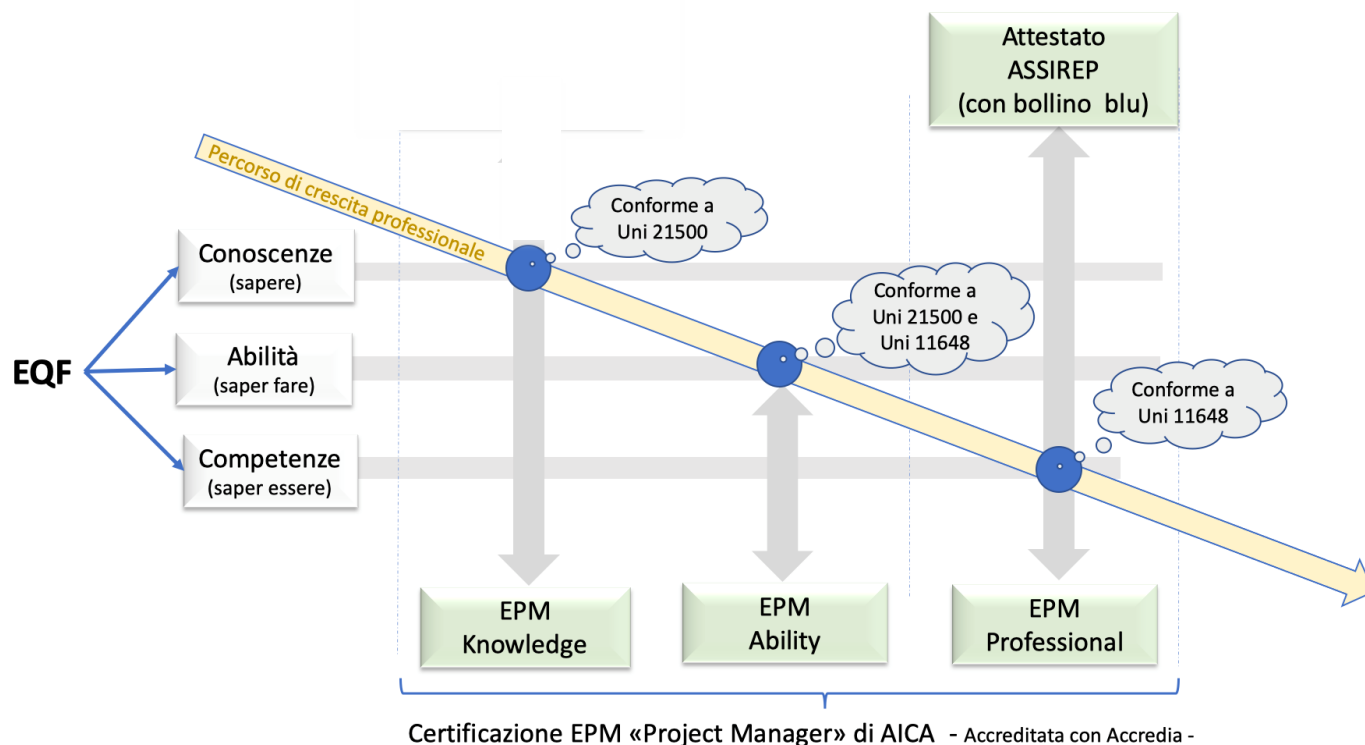 Attestato
ASSIREP
(con bollino blu)
Percorso di crescita professionale
Conforme a
Uni 21500
Conoscenze
(sapere)
Conforme a
Uni 21500 e
Uni 11648
EQF
Abilità
(saper fare)
Conforme a
Uni 11648
Competenze
(saper essere)
EPM
Knowledge
EPM
Ability
EPM
Professional
Certificazione EPM «Project Manager» di AICA - Accreditata con Accredia -